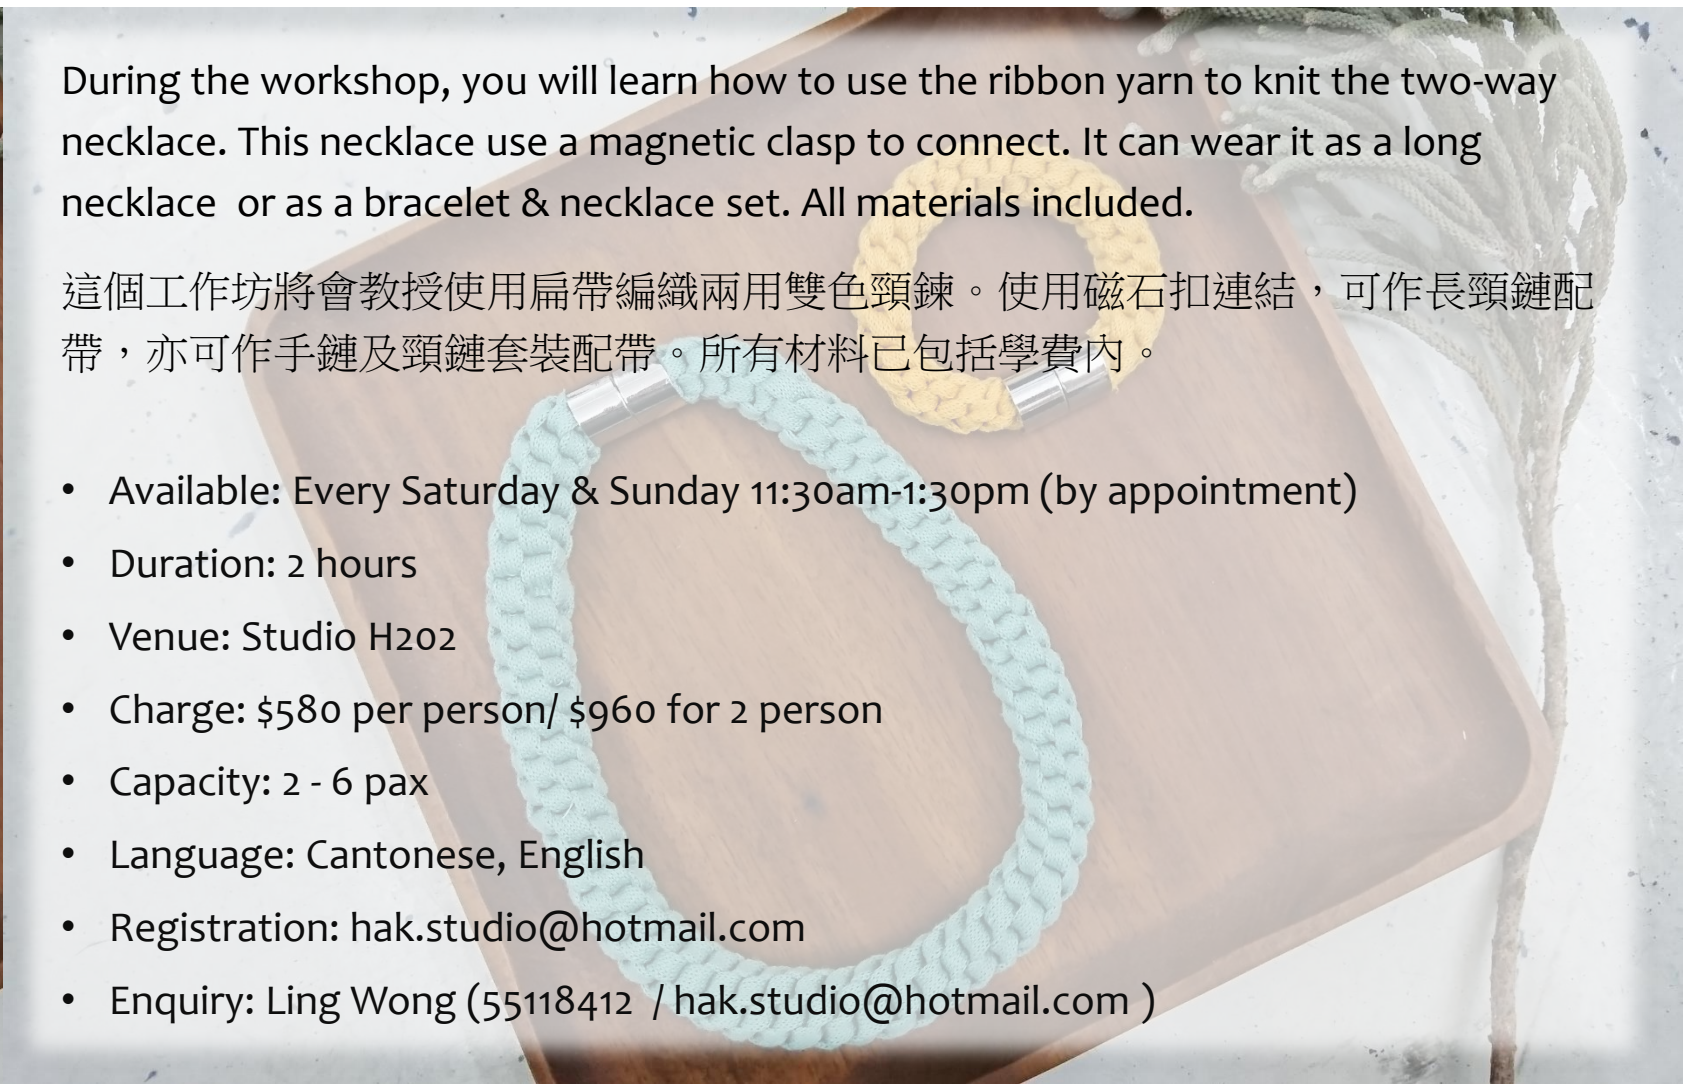 During the workshop, you will learn how to use the ribbon yarn to knit the two-way
necklace. This necklace use a magnetic clasp to connect. It can wear it as a long
necklace  or as a bracelet & necklace set. All materials included.
這個工作坊將會教授使用扁帶編織兩用雙色頸鍊。使用磁石扣連結，可作長頸鏈配
帶，亦可作手鏈及頸鏈套裝配帶。所有材料已包括學費內。
• Available: Every Saturday & Sunday 11:30am-1:30pm (by appointment)
• Duration: 2 hours
• Venue: Studio H202
• Charge: $580 per person/ $960 for 2 person
• Capacity: 2 - 6 pax
• Language: Cantonese, English
• Registration: hak.studio@hotmail.com
• Enquiry: Ling Wong (55118412  / hak.studio@hotmail.com )